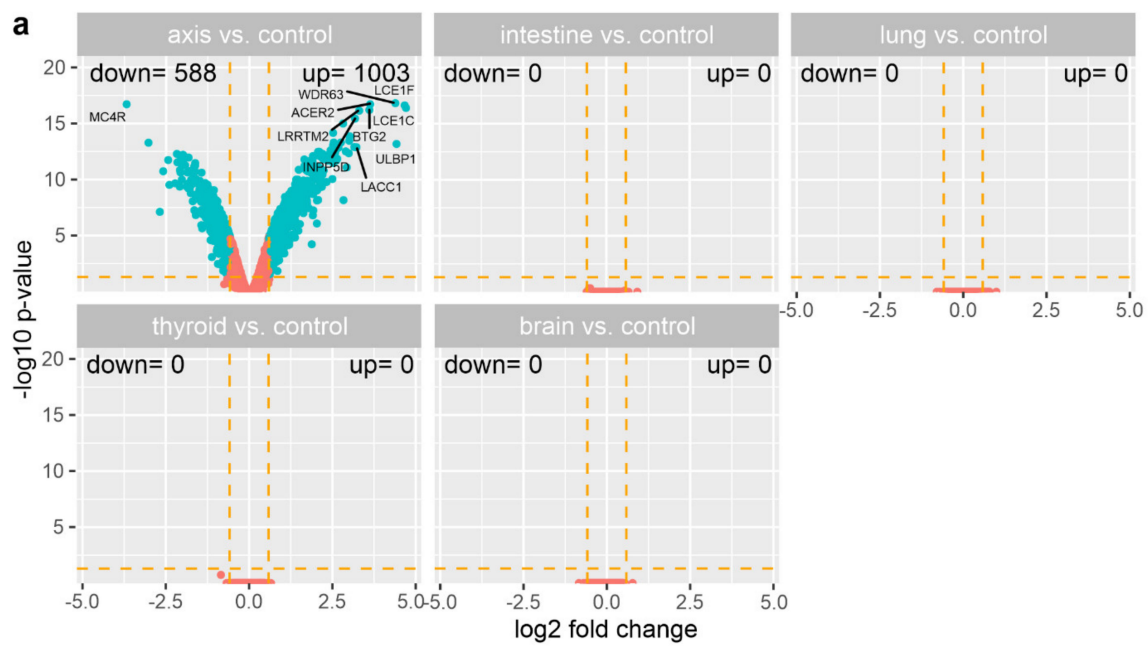 a
axis vs. control
intestine vs. control
lung vs. control
-log10 p-value
20
15
10
5
down= 588
up= 1003
WDR63
LCE1F
ACER2
LCE1C
MC4R
LRRTM2
BTG2
ULBP1
INPP5D
LACC1
down= 0
up= 0
down= 0
up= 0
-5.0
-2.5
0.0
2.5
5.0
thyroid vs. control
brain vs. control
20
15
10
5
down= 0
up= 0
down= 0
up= 0
-5.0
-2.5
0.0
2.5
5.0
-5.0
-2.5
0.0
2.5
5.0
log2 fold change